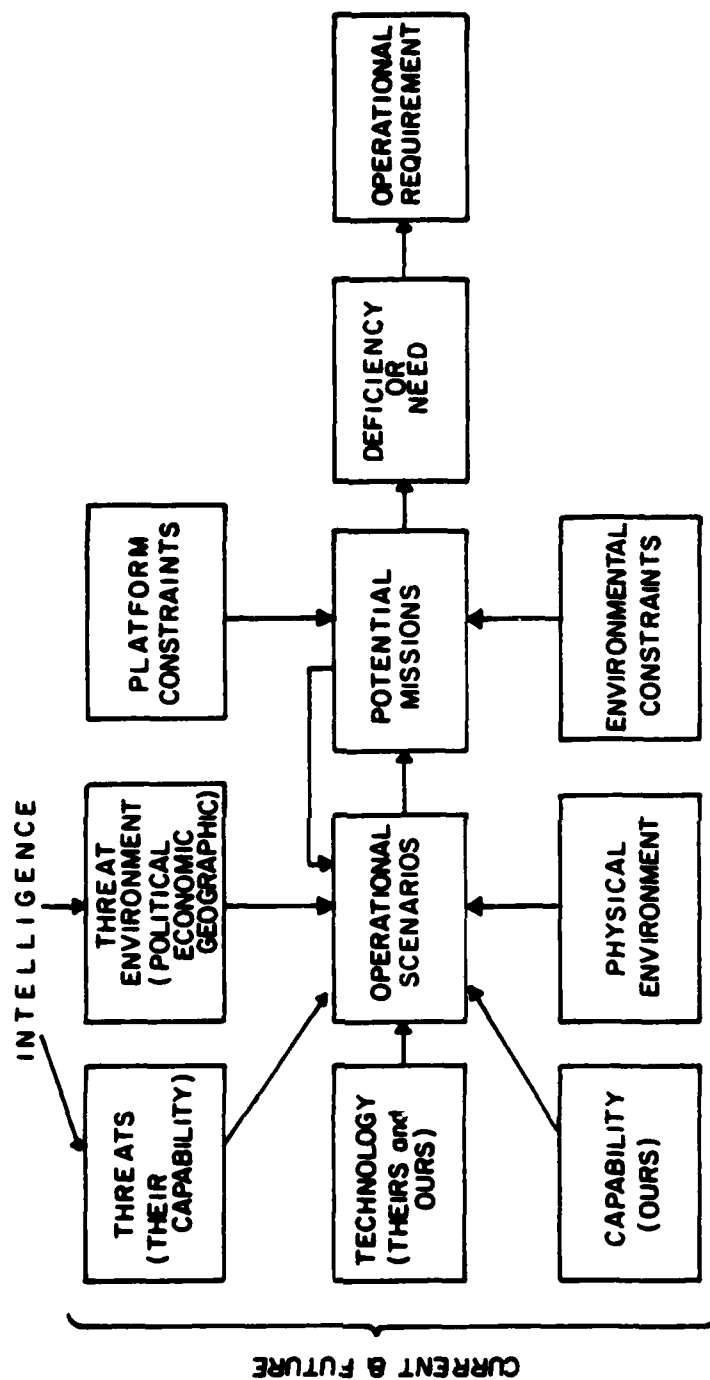 INTELLIGENCE
THREATS
(THEIR
CAPABILITY)
THREAT
ENVIRONMENT
(POLITICAL
ECONOMIC
GEOGRAPHIC)
PLATFORM
CONSTRAINTS
TECHNOLOGY
(THEIRS and
OURS)
OPERATIONAL
SCENARIOS
POTENTIAL
MISSIONS
DEFICIENCY
OR
NEED
OPERATIONAL
REQUIREMENT
CAPABILITY
(OURS)
PHYSICAL
ENVIRONMENT
ENVIRONMENTAL
CONSTRAINTS
CURRENT & FUTURE